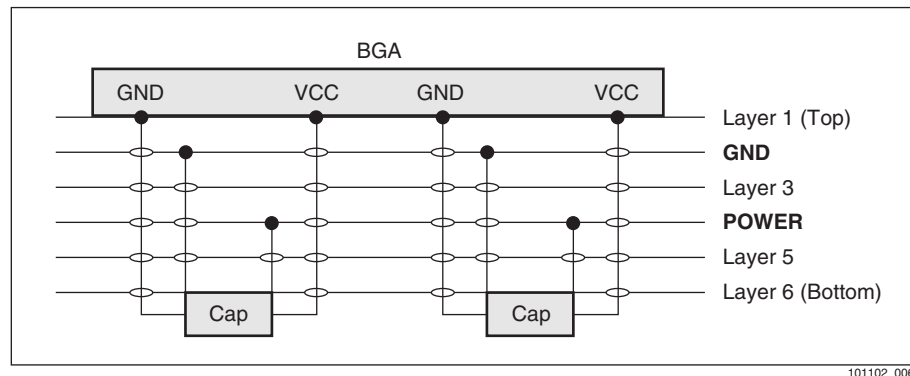 BGA
GND VCC GND VCC
Layer 1 (Top)
GND
Layer 3
POWER
Layer 5
Layer 6 (Bottom)
Cap Cap
101102_006